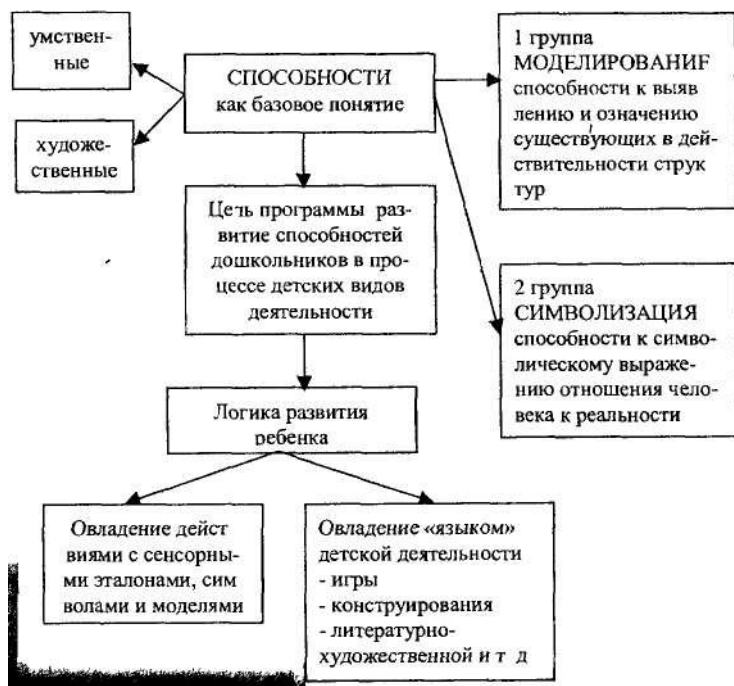 умствен-
ные
художе-
ственные
СПОСОБНОСТИ
как базовое понятие
1 группа
МОДЕЛИРОВАНИЕ
способности к выяв
лению и означению
существующих в дей-
ствительности струк
тур
Цель программы раз-
витие способностей
дошкольников в про-
цессе детских видов
деятельности
2 группа
СИМВОЛИЗАЦИЯ
способности к симво-
лическому выраже-
нию отношения чело-
века к реальности
Логика развития
ребенка
Овладение дейст
виями с сенсорны-
ми эталонами, сим
волами и моделями
Овладение «языком»
детской деятельности
- игры
- конструирования
- литературно-
художественной и т д